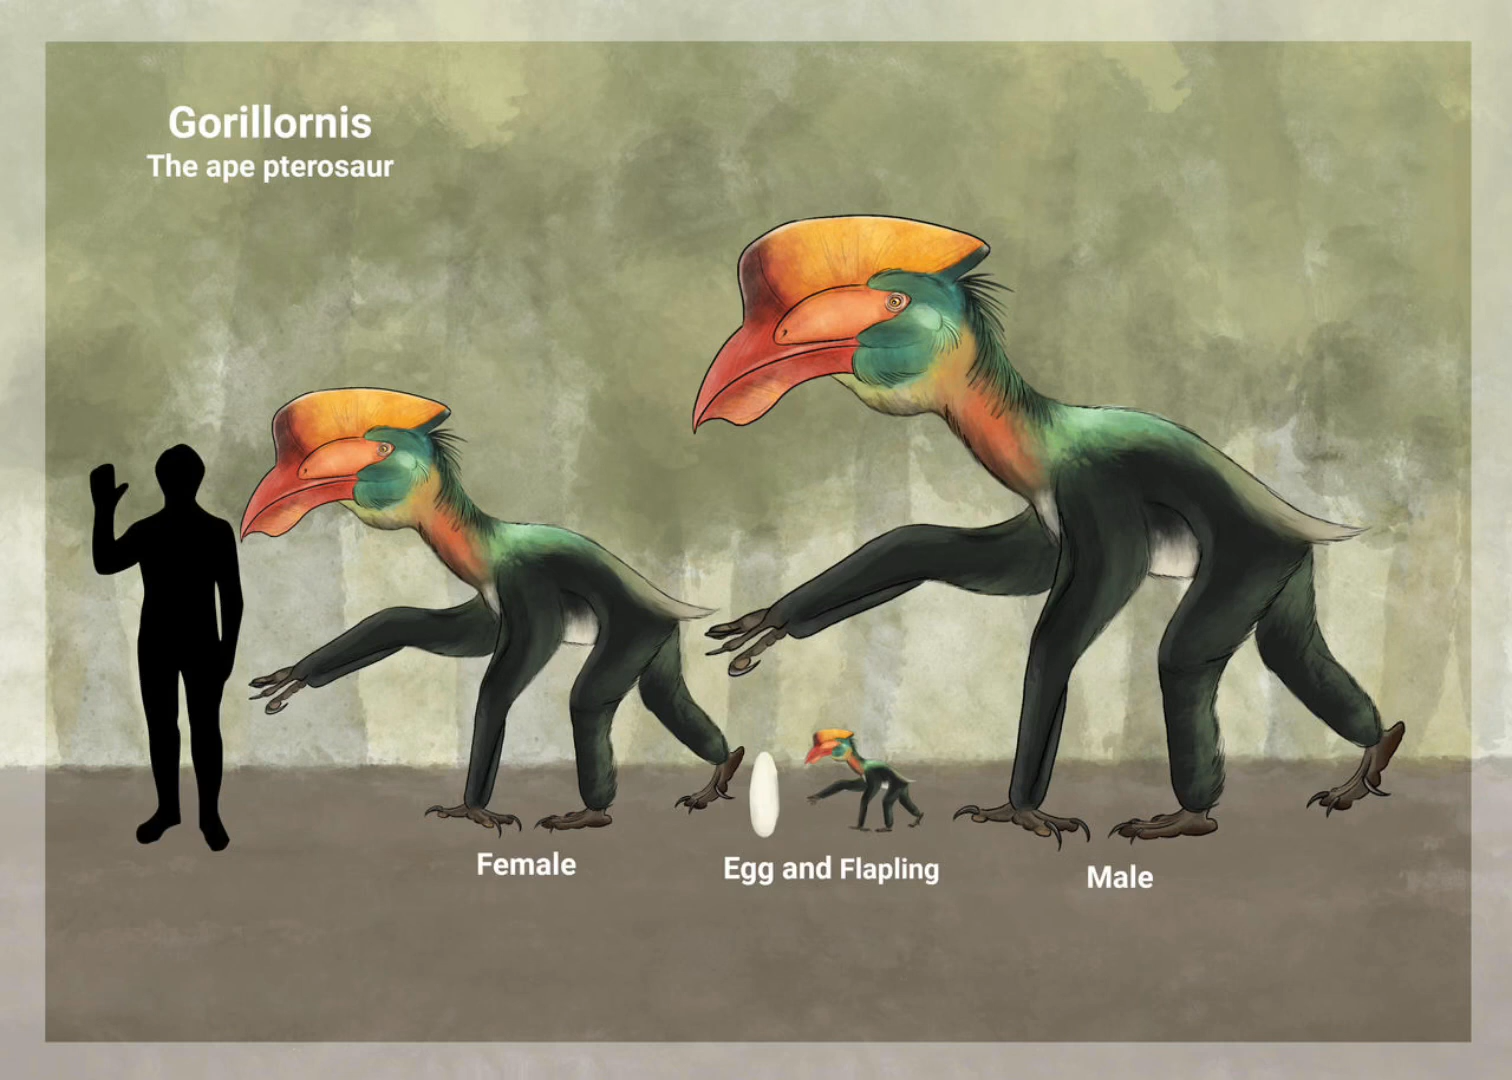 Gorillornis
The ape pterosaur
Female
Egg and Flapling
Male